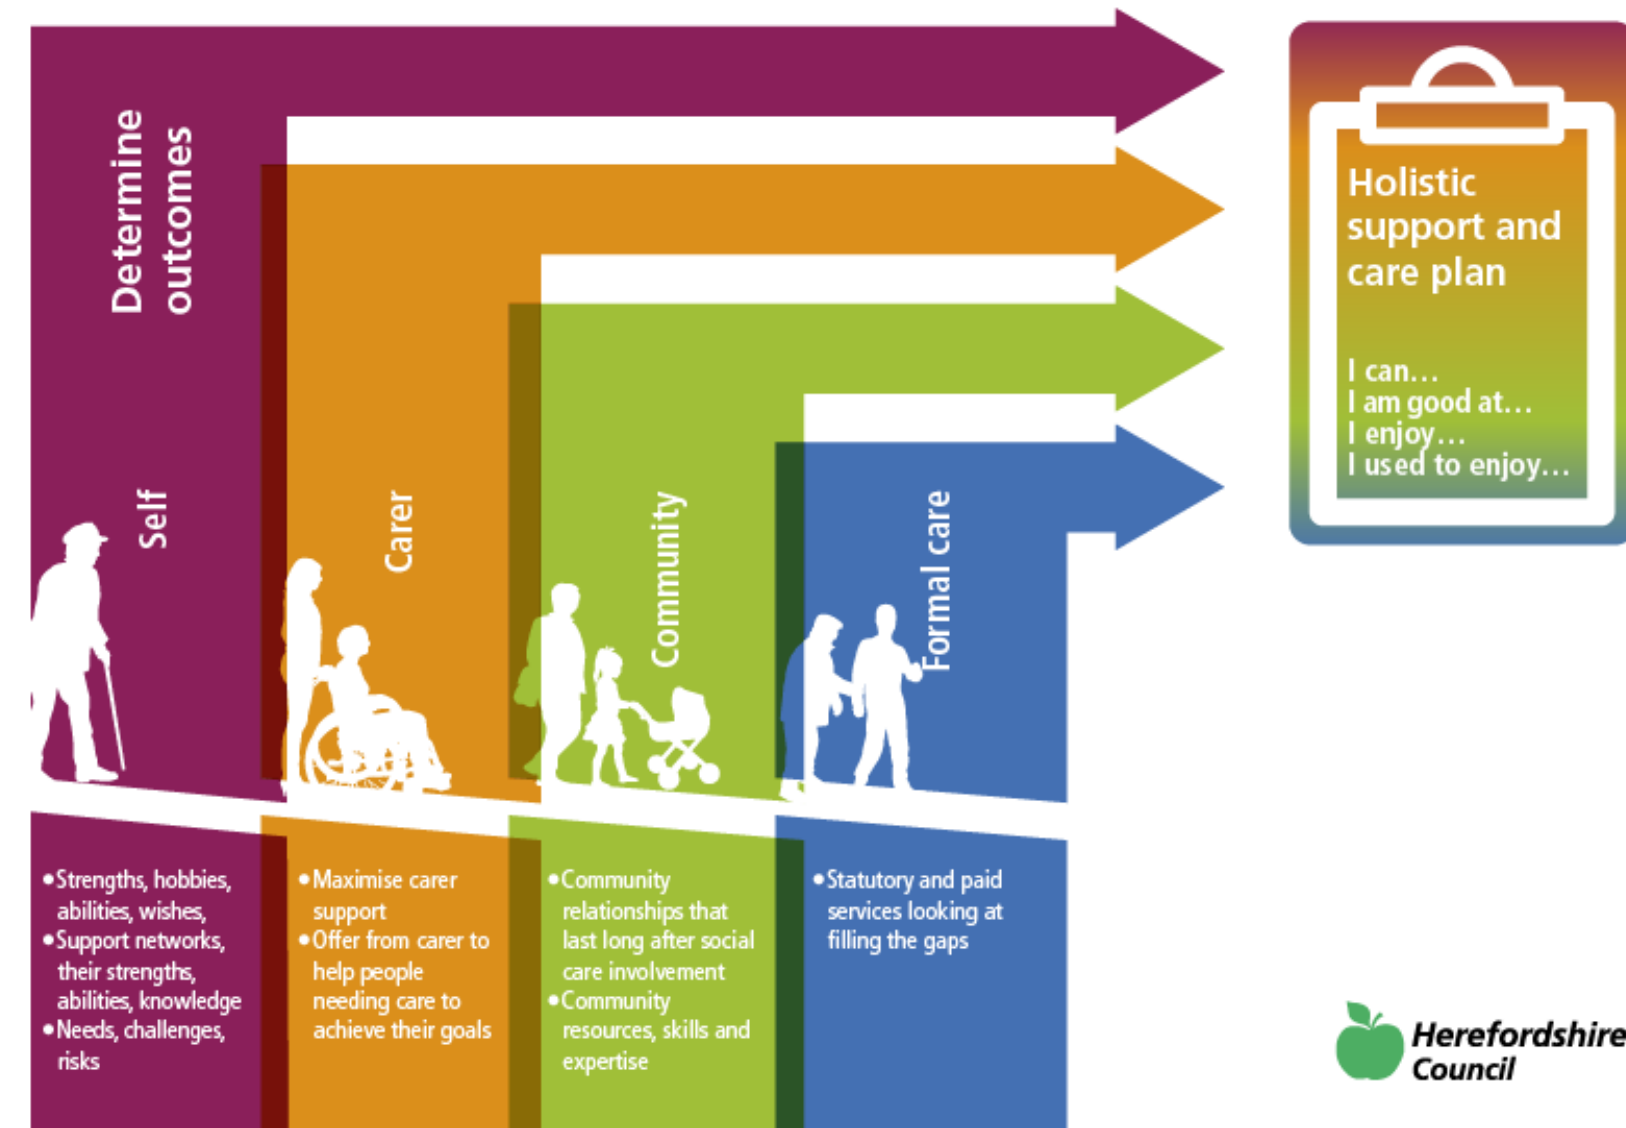 Determine
outcomes
Self
Carer
Community
Formal care
Holistic
support and
care plan
I can...
I am good at...
I enjoy...
I used to enjoy...
•Strengths, hobbies,
abilities, wishes,
•Support networks,
their strengths,
abilities, knowledge
•Needs, challenges,
risks
•Maximise carer
support
•Offer from carer to
help people
needing care to
achieve their goals
•Community
relationships that
last long after social
care involvement
•Community
resources, skills and
expertise
•Statutory and paid
services looking at
filling the gaps
Herefordshire
Council